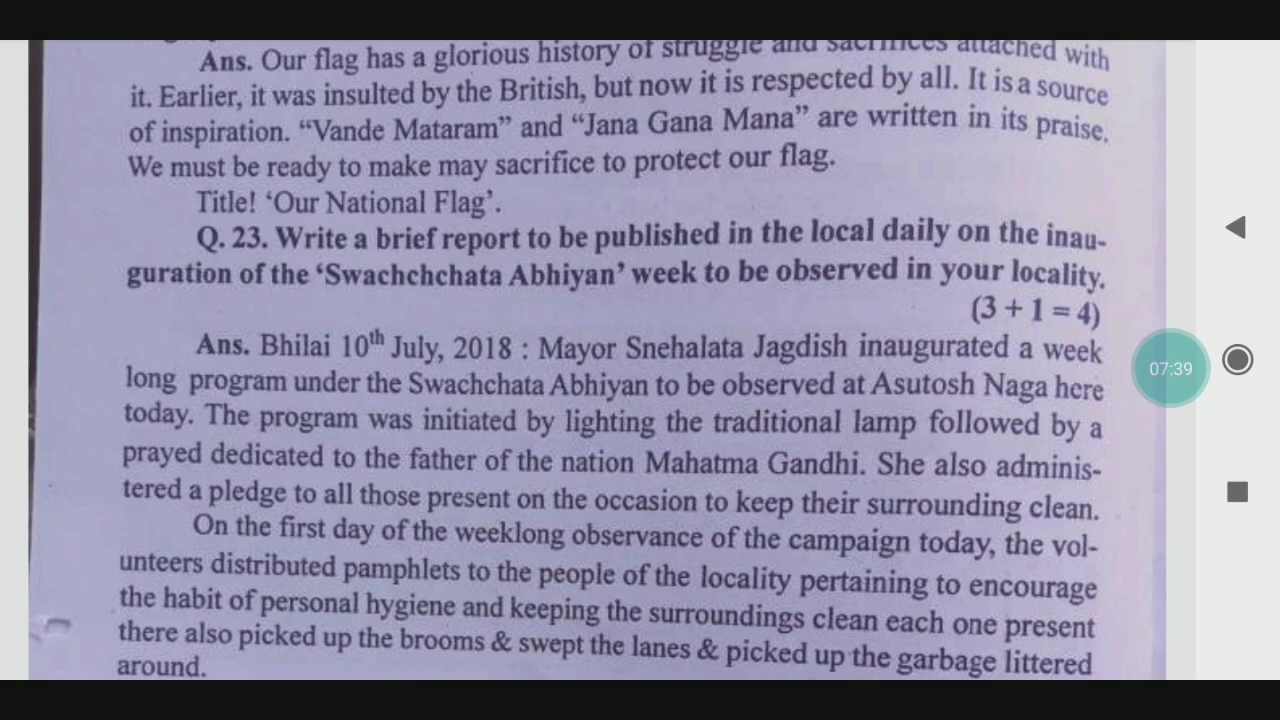 Ans. Our flag has a glorious history of struggle and sacrifices attached with
it. Earlier, it was insulted by the British, but now it is respected by all. It is a source
of inspiration. “Vande Mataram” and “Jana Gana Mana” are written in its praise.
We must be ready to make may sacrifice to protect our flag.
Title! ‘Our National Flag’.
Q. 23. Write a brief report to be published in the local daily on the inau-
guration of the ‘Swachchchata Abhiyan’ week to be observed in your locality.
(3 + 1 = 4)
Ans. Bhilai 10th July, 2018 : Mayor Snehalata Jagdish inaugurated a week
long program under the Swachchata Abhiyan to be observed at Asutosh Naga here
today. The program was initiated by lighting the traditional lamp followed by a
prayed dedicated to the father of the nation Mahatma Gandhi. She also adminis-
tered a pledge to all those present on the occasion to keep their surrounding clean.
On the first day of the weeklong observance of the campaign today, the vol-
unteers distributed pamphlets to the people of the locality pertaining to encourage
the habit of personal hygiene and keeping the surroundings clean each one present
there also picked up the brooms & swept the lanes & picked up the garbage littered
around.
07:39